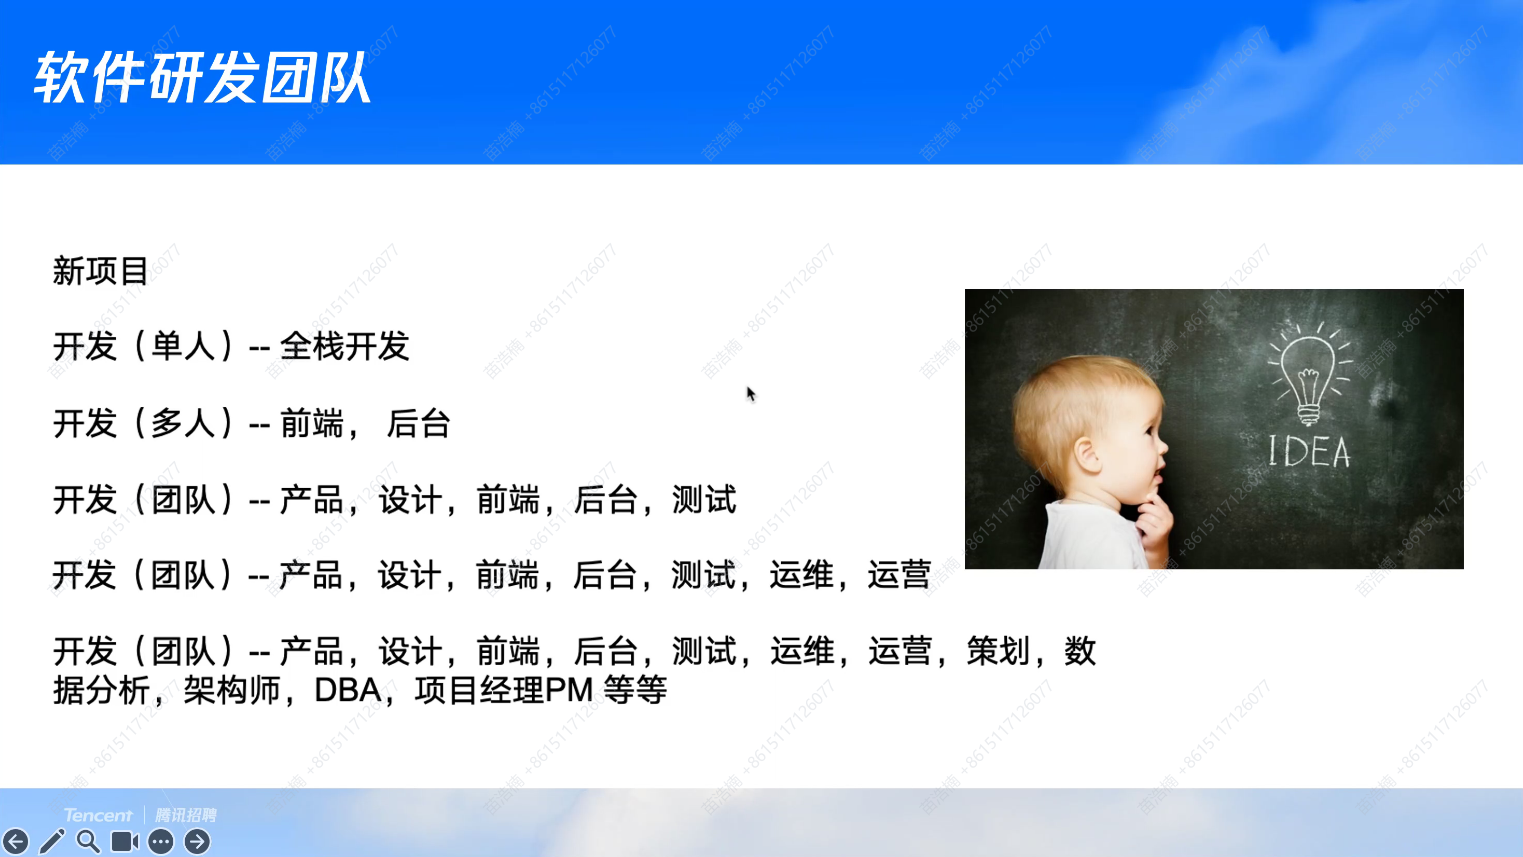 软件研发团队
新项目
开发（单人）-- 全栈开发
开发（多人）-- 前端， 后台
IDEA
开发（团队）-- 产品，设计，前端，后台，测试
开发（团队）-- 产品，设计，前端，后台，测试，运维，运营
开发（团队）-- 产品，设计，前端，后台，测试，运维，运营，策划，数
据分析，架构师，DBA，项目经理PM 等等
Tencent | 腾讯招聘
苗浩楠 +8615117126077